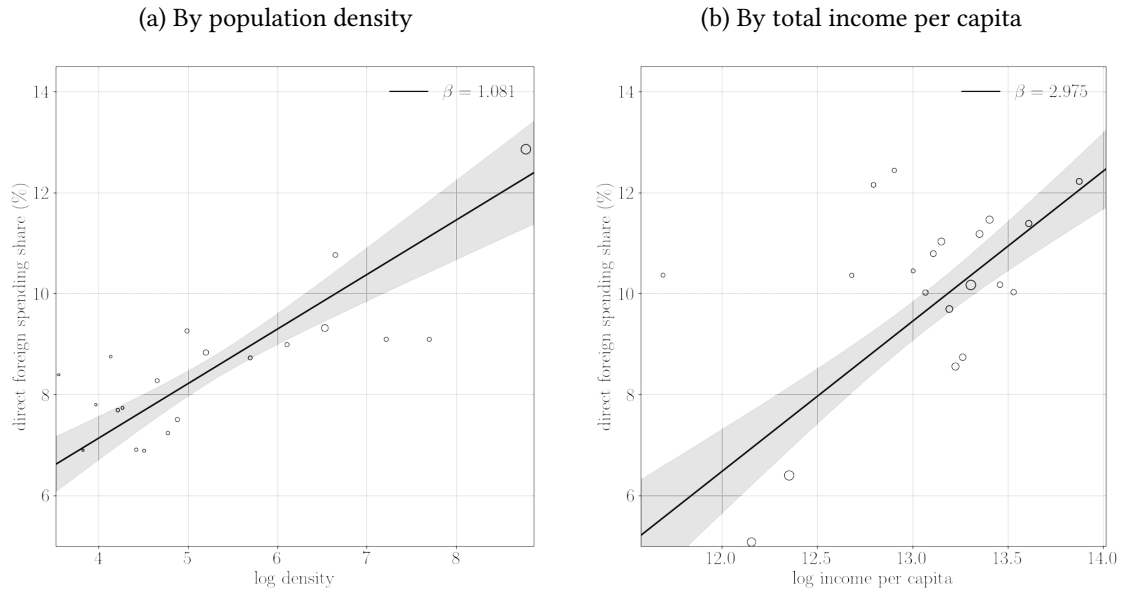 (a) By population density
(b) By total income per capita
β = 1.081
14
12
10
8
6
direct foreign spending share (%)
4
5
6
7
8
log density
β = 2.975
14
12
10
8
6
direct foreign spending share (%)
12.0
12.5
13.0
13.5
14.0
log income per capita